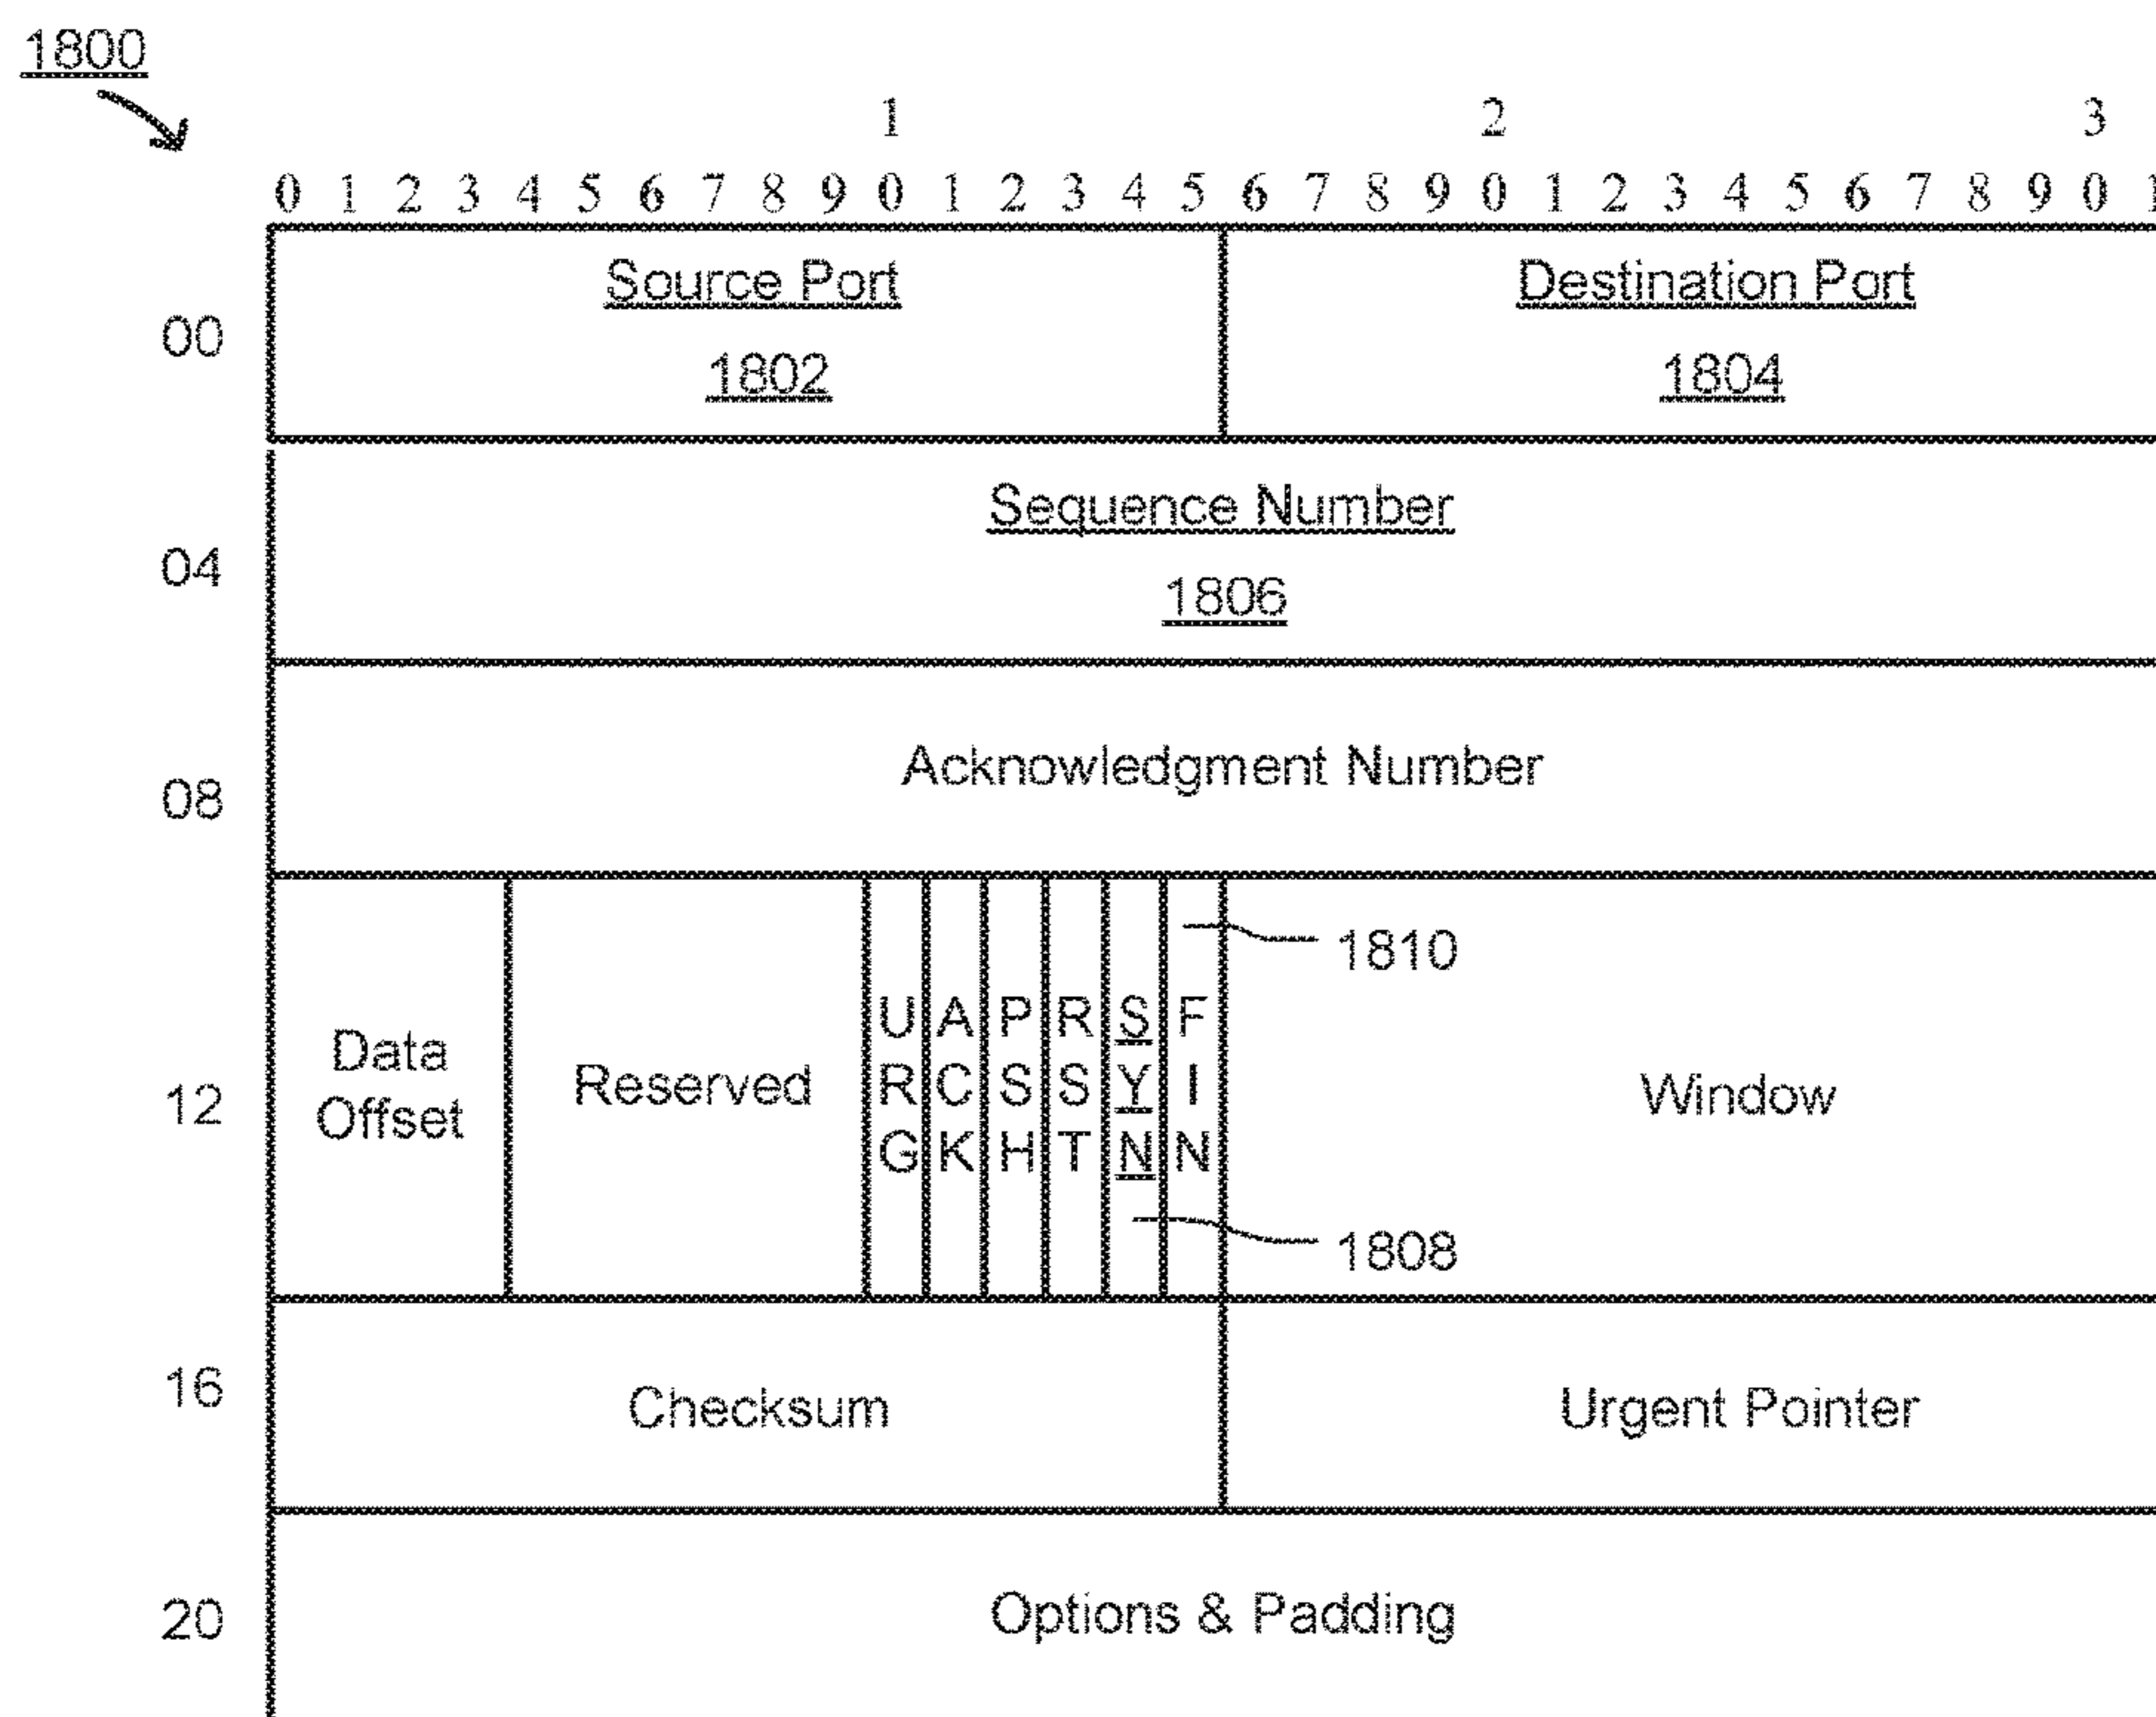 1800
1 2 3
0 1 2 3 4 5 6 7 8 9 0 1 2 3 4 5 6 7 8 9 0 1 2 3 4 5 6 7 8 9 0 1
Source Port Destination Port
00
1802 1804
Sequence Number
04
1806
Acknowledgment Number
08
1810
U A P R S F
Data
R C S S Y I
Reserved
Window
12
Offset
G K H T N N
1808
16
Checksum Urgent Pointer
Options & Padding
20